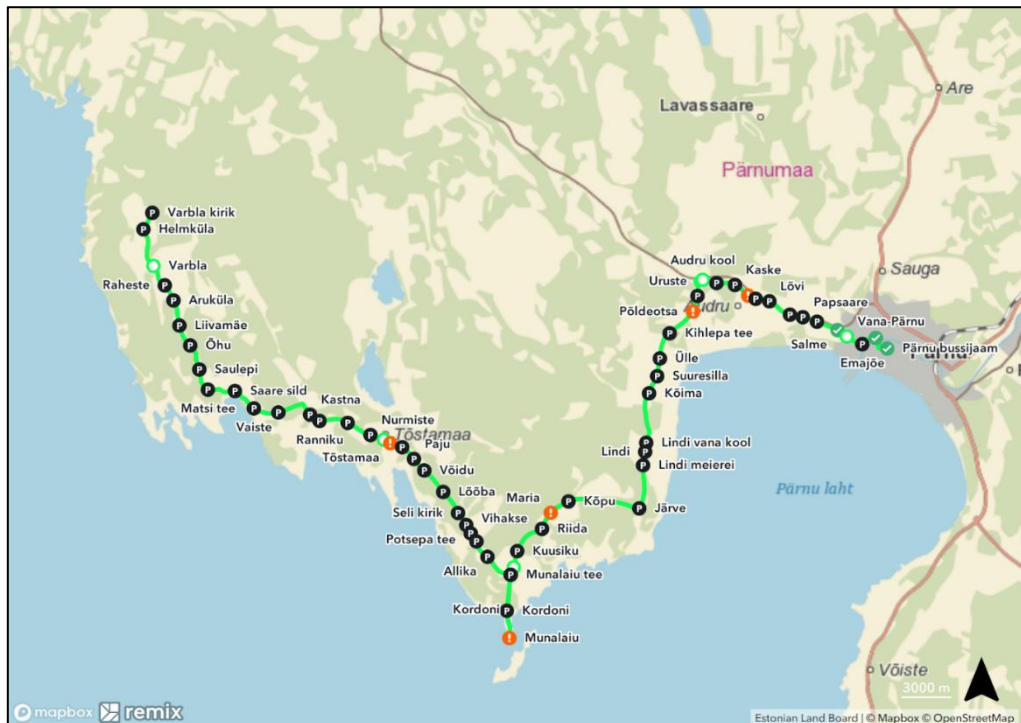 Are
Lavassaare
Pärnumaa
Varbla kirik
Helmküla
Varbla
Raheste
Aruküla
Liivamäe
Õhu
Saulepi
Saare sild
Matsi tee
Vaiste
Kastna
Ranniku
Nurmiste
Tõstamaa
Tõstamaa
Paju
Võidu
Lööba
Seli kirik
Vihakse
Potsepa tee
Allika
Maria
Kõpu
Riida
Kuusiku
Munalaiu tee
Kordoni
Kordoni
Munalaiu
Järve
Lindi meierei
Lindi
Lindi vana kool
Kõima
Suuresilla
Ülle
Kihlepa tee
Põldeotsa
Uruste
Audru kool
Kaske
Lõvi
Papsaare
Sauga
Vana-Pärnu
Salme
Emajõe
Pärnu bussijaam
Pärnu laht
Võiste
3000 m
mapbox remix
Estonian Land Board | © Mapbox © OpenStreetMap